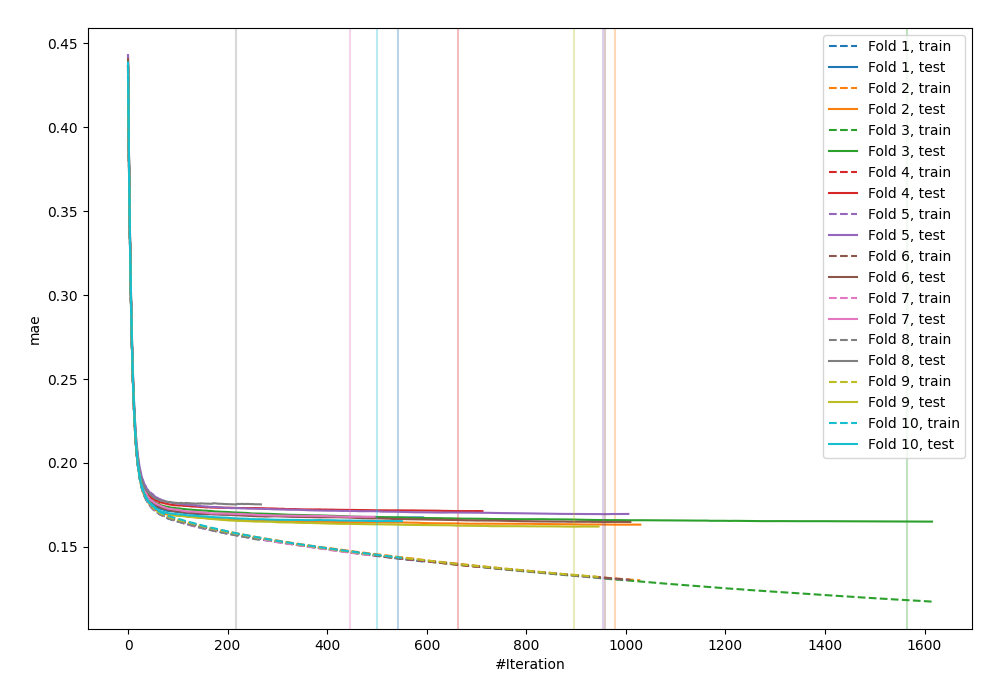 0.45
0.40
0.35
0.30
0.25
0.20
0.15
mae
0
200
400
600
800
1000
1200
1400
1600
#Iteration
Fold 1, train
Fold 1, test
Fold 2, train
Fold 2, test
Fold 3, train
Fold 3, test
Fold 4, train
Fold 4, test
Fold 5, train
Fold 5, test
Fold 6, train
Fold 6, test
Fold 7, train
Fold 7, test
Fold 8, train
Fold 8, test
Fold 9, train
Fold 9, test
Fold 10, train
Fold 10, test